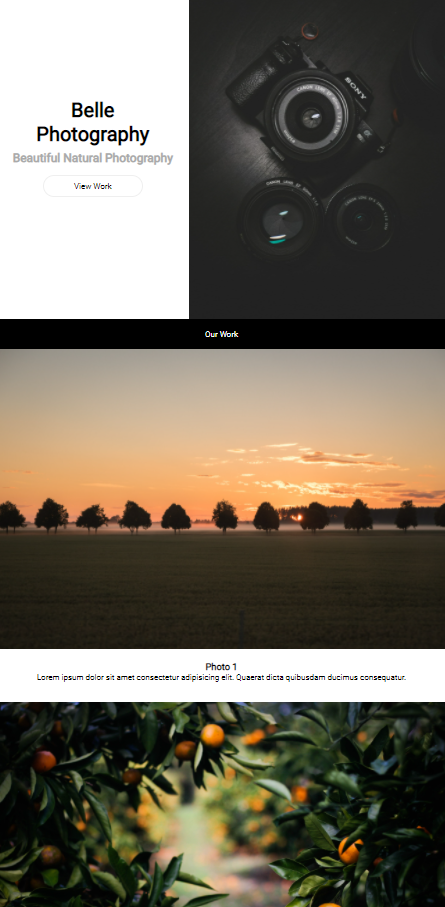 Belle
Photography
Beautiful Natural Photography
View Work
SONY
Our Work
Photo 1
Lorem ipsum dolor sit amet consectetur adipisicing elit. Quaerat dicta quibusdam ducimus consequatur.